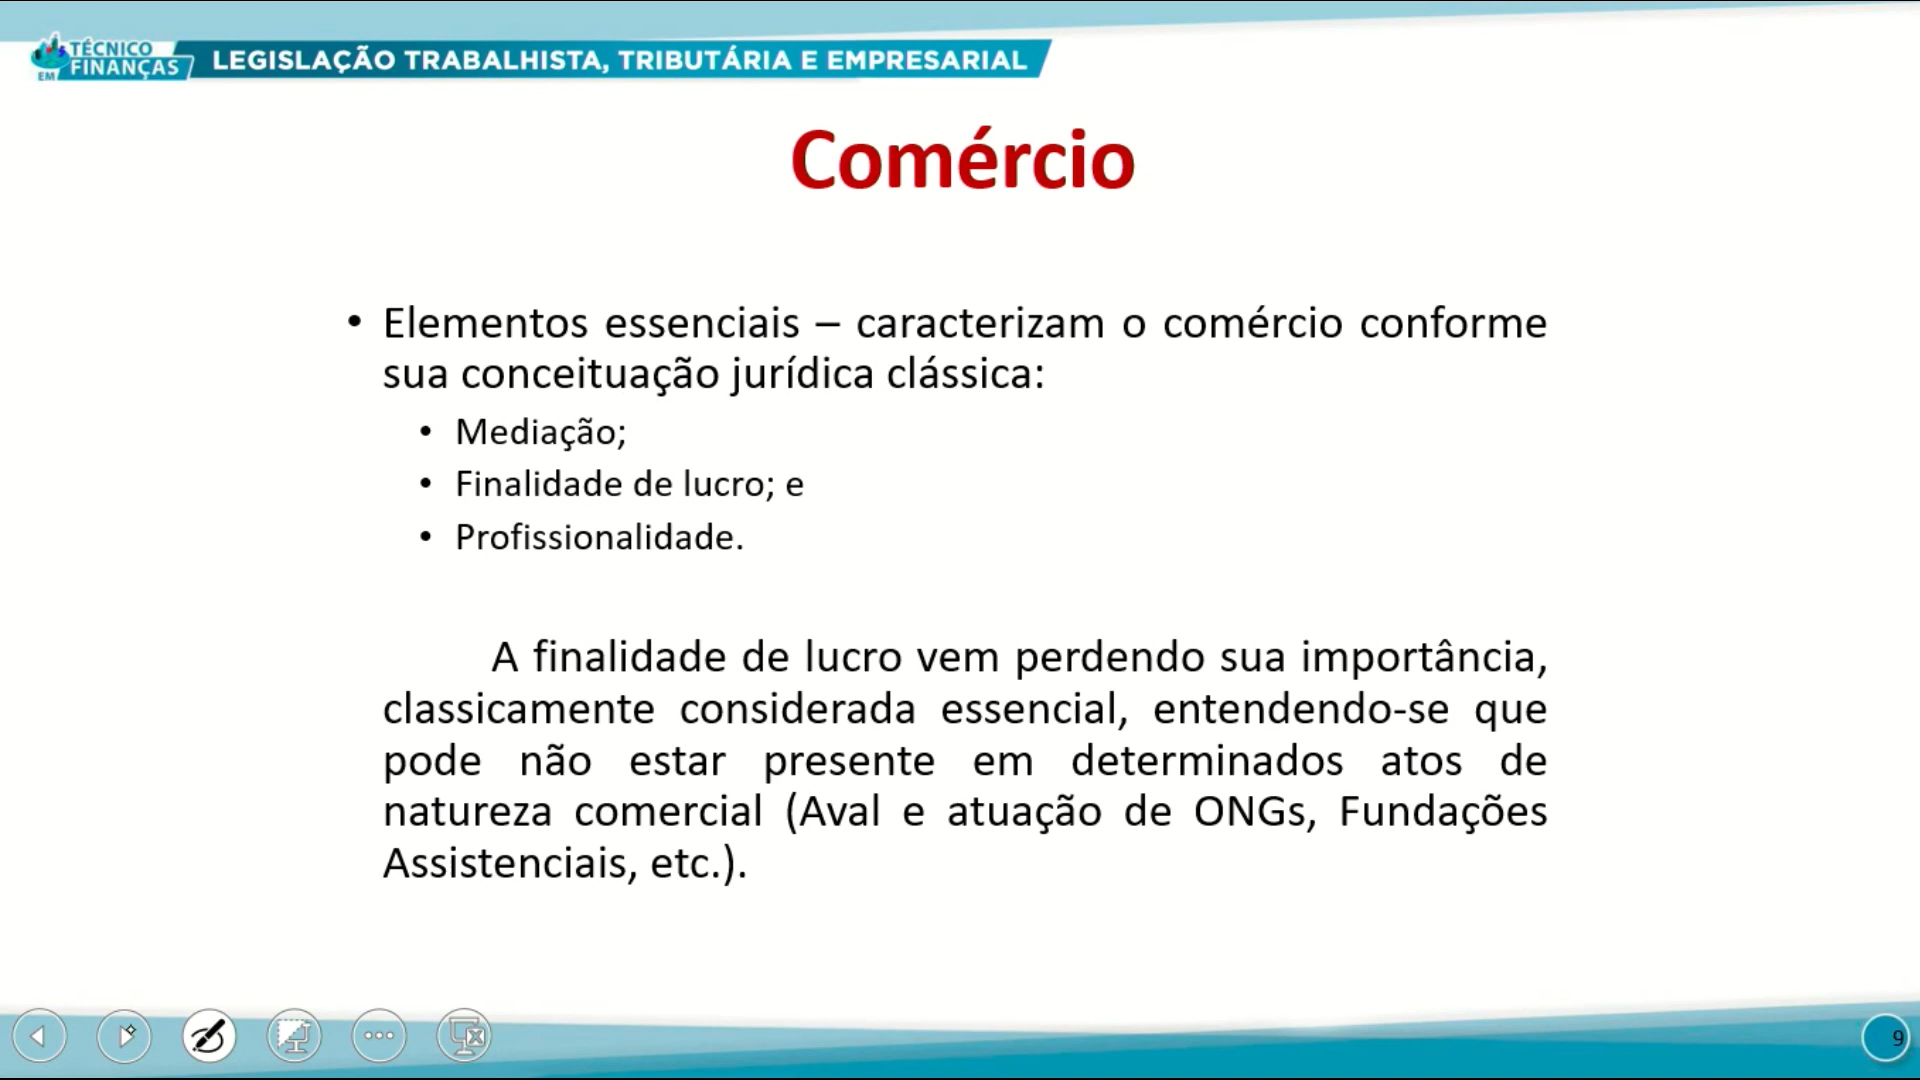 TÉCNICO
EM FINANÇAS
LEGISLAÇÃO TRABALHISTA, TRIBUTÁRIA E EMPRESARIAL
Comércio
• Elementos essenciais – caracterizam o comércio conforme
sua conceituação jurídica clássica:
• Mediação;
• Finalidade de lucro; e
• Profissionalidade.
A finalidade de lucro vem perdendo sua importância,
classicamente considerada essencial, entendendo-se que
pode não estar presente em determinados atos de
natureza comercial (Aval e atuação de ONGs, Fundações
Assistenciais, etc.).
9